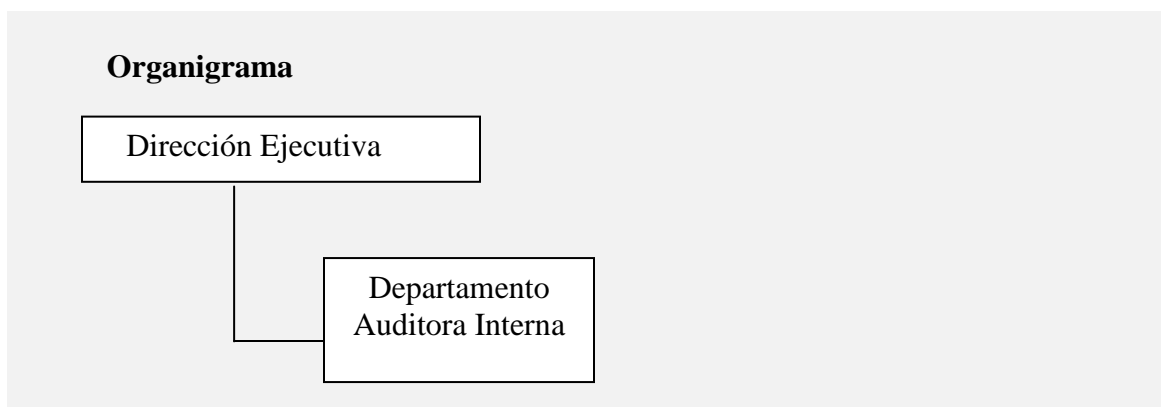 Organigrama
Dirección Ejecutiva
Departamento
Auditora Interna